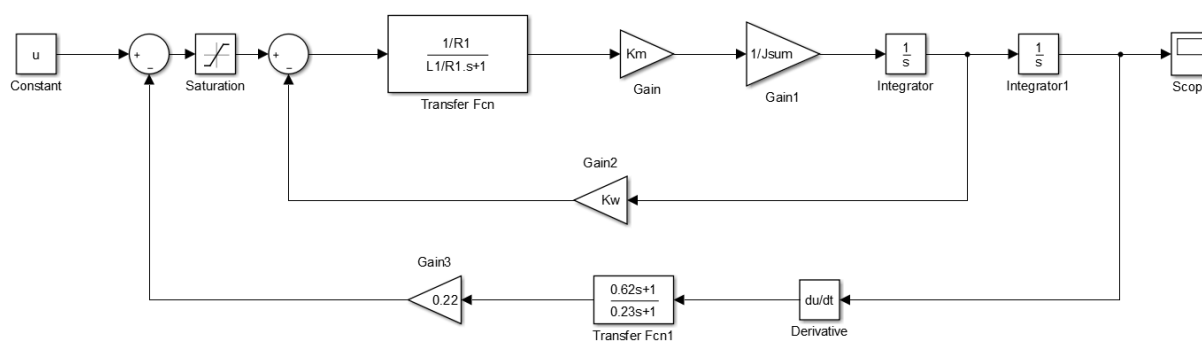 u
Constant
+
−
Saturation
+
−
1/R1
L1/R1.s+1
Transfer Fcn
Km
Gain
1/Jsum
Gain1
1
s
Integrator
1
s
Integrator1
Scop
Gain2
Kw
Gain3
0.22
0.62s+1
0.23s+1
Transfer Fcn1
du/dt
Derivative